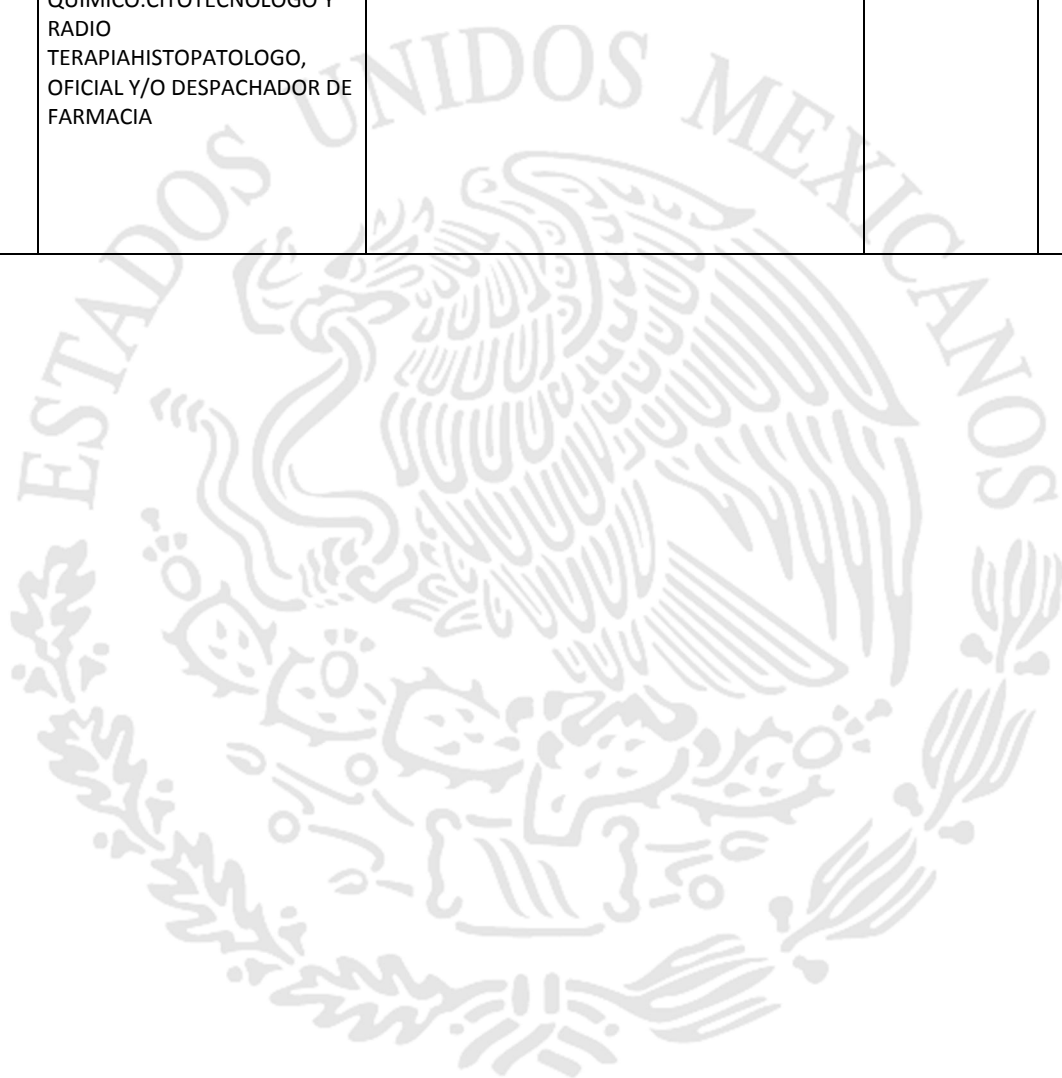 QUIMICO.CITOTECNOLOGO Y
RADIO
TERAPIAHISTOPATOLOGO,
OFICIAL Y/O DESPACHADOR DE
FARMACIA
ESTADOS UNIDOS MEXICANOS